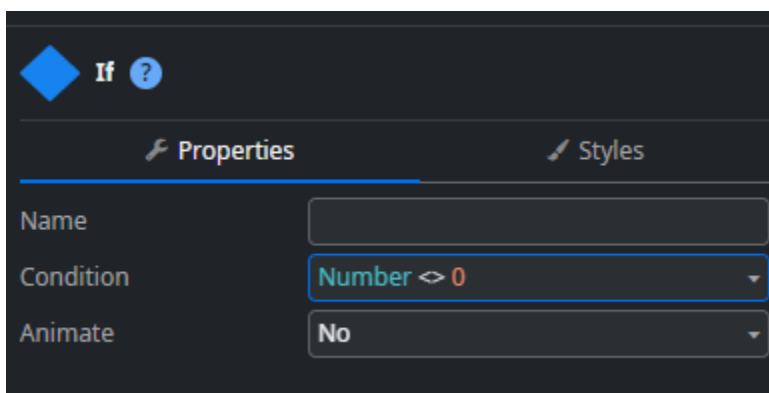 If ?
Properties Styles
Name
Condition Number <> 0
Animate No